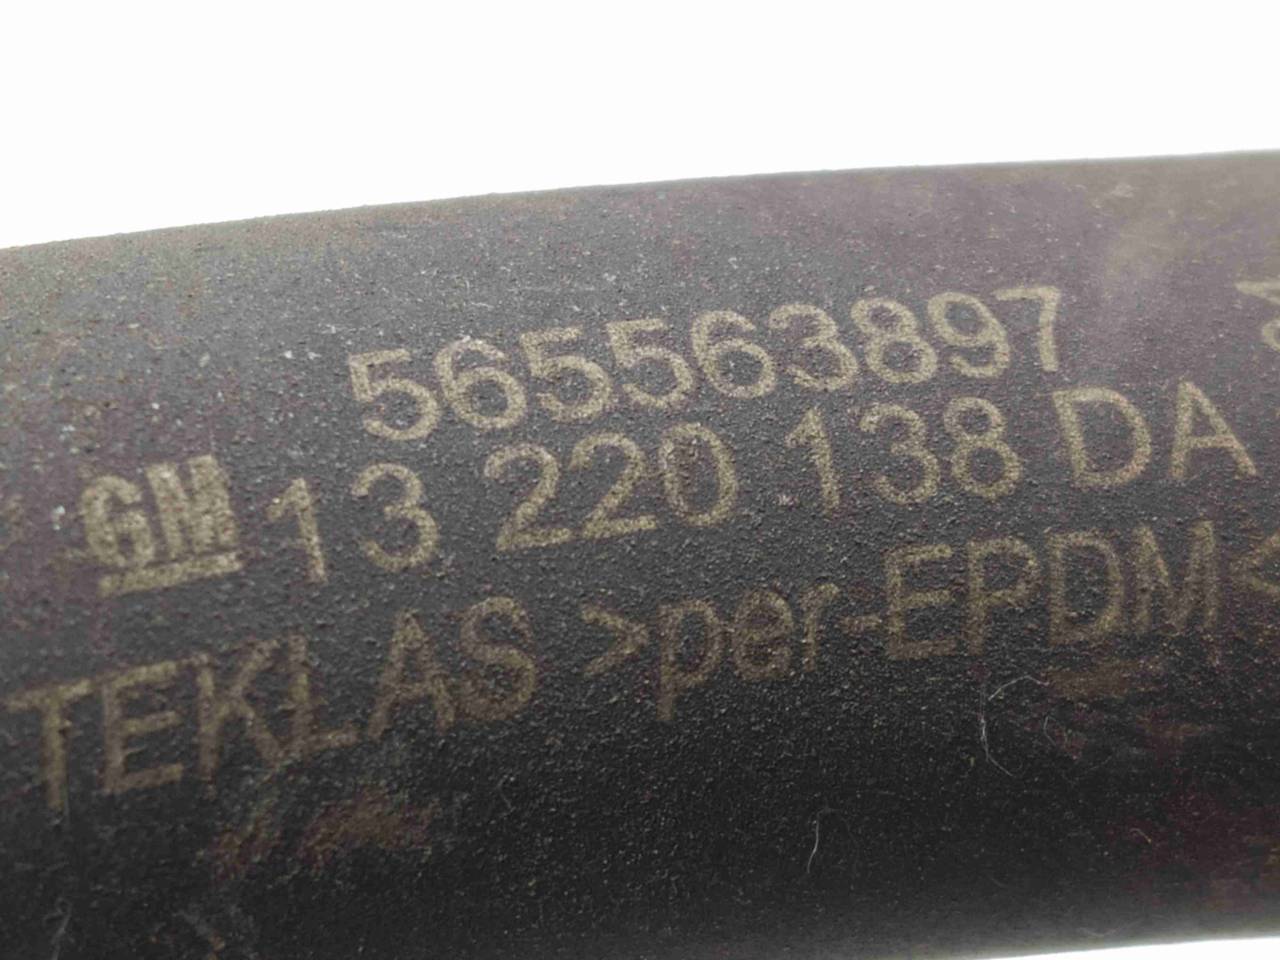 565563897
GM 13 220 138 DA
TEKLAS >per-EPDM<